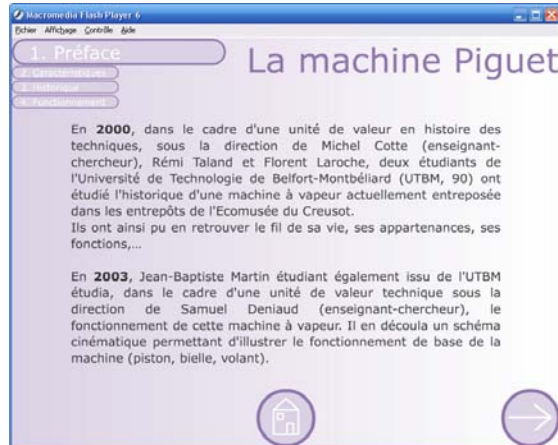 Macromedia Flash Player 6
Fichier Affichage Contrôle Aide
1. Préface
La machine Piguet
2. Caractéristiques
3. Historique
4. Fonctionnement
En 2000, dans le cadre d'une unité de valeur en histoire des
techniques, sous la direction de Michel Cotte (enseignant-
chercheur), Rémi Taland et Florent Laroche, deux étudiants de
l'Université de Technologie de Belfort-Montbéliard (UTBM, 90) ont
étudié l'historique d'une machine à vapeur actuellement entreposée
dans les entrepôts de l'Ecomusée du Creusot.
Ils ont ainsi pu en retrouver le fil de sa vie, ses appartenances, ses
fonctions,...
En 2003, Jean-Baptiste Martin étudiant également issu de l'UTBM
étudia, dans le cadre d'une unité de valeur technique sous la
direction de Samuel Deniaud (enseignant-chercheur), le
fonctionnement de cette machine à vapeur. Il en découla un schéma
cinématique permettant d'illustrer le fonctionnement de base de la
machine (piston, bielle, volant).